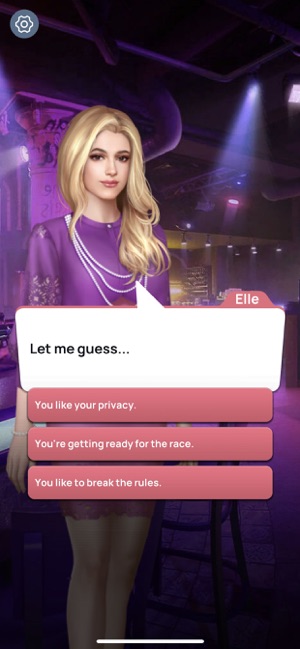 Elle
Let me guess...
You like your privacy.
You're getting ready for the race.
You like to break the rules.